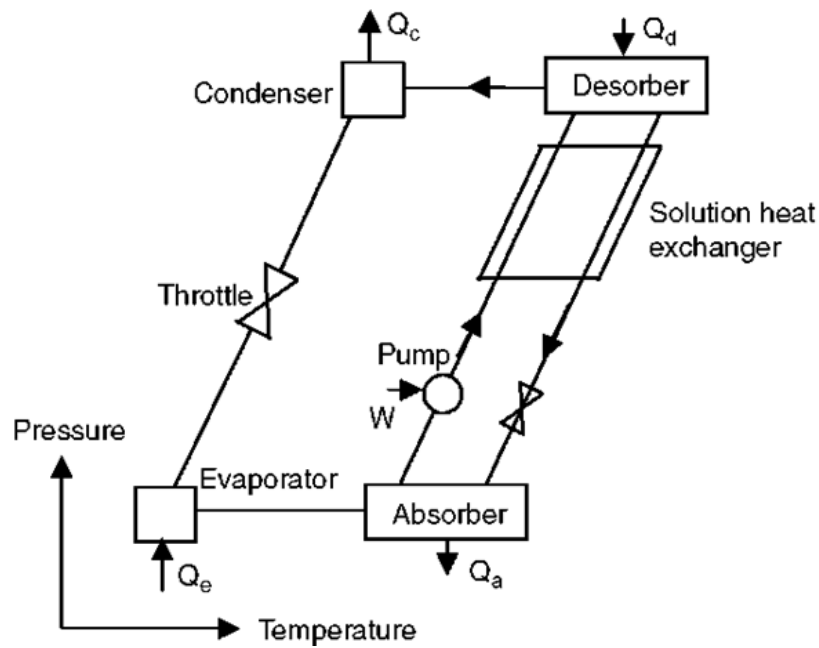 Qc
Qd
Condenser
Desorber
Solution heat
exchanger
Throttle
Pump
W
Pressure
Evaporator
Absorber
Qe
Qa
Temperature